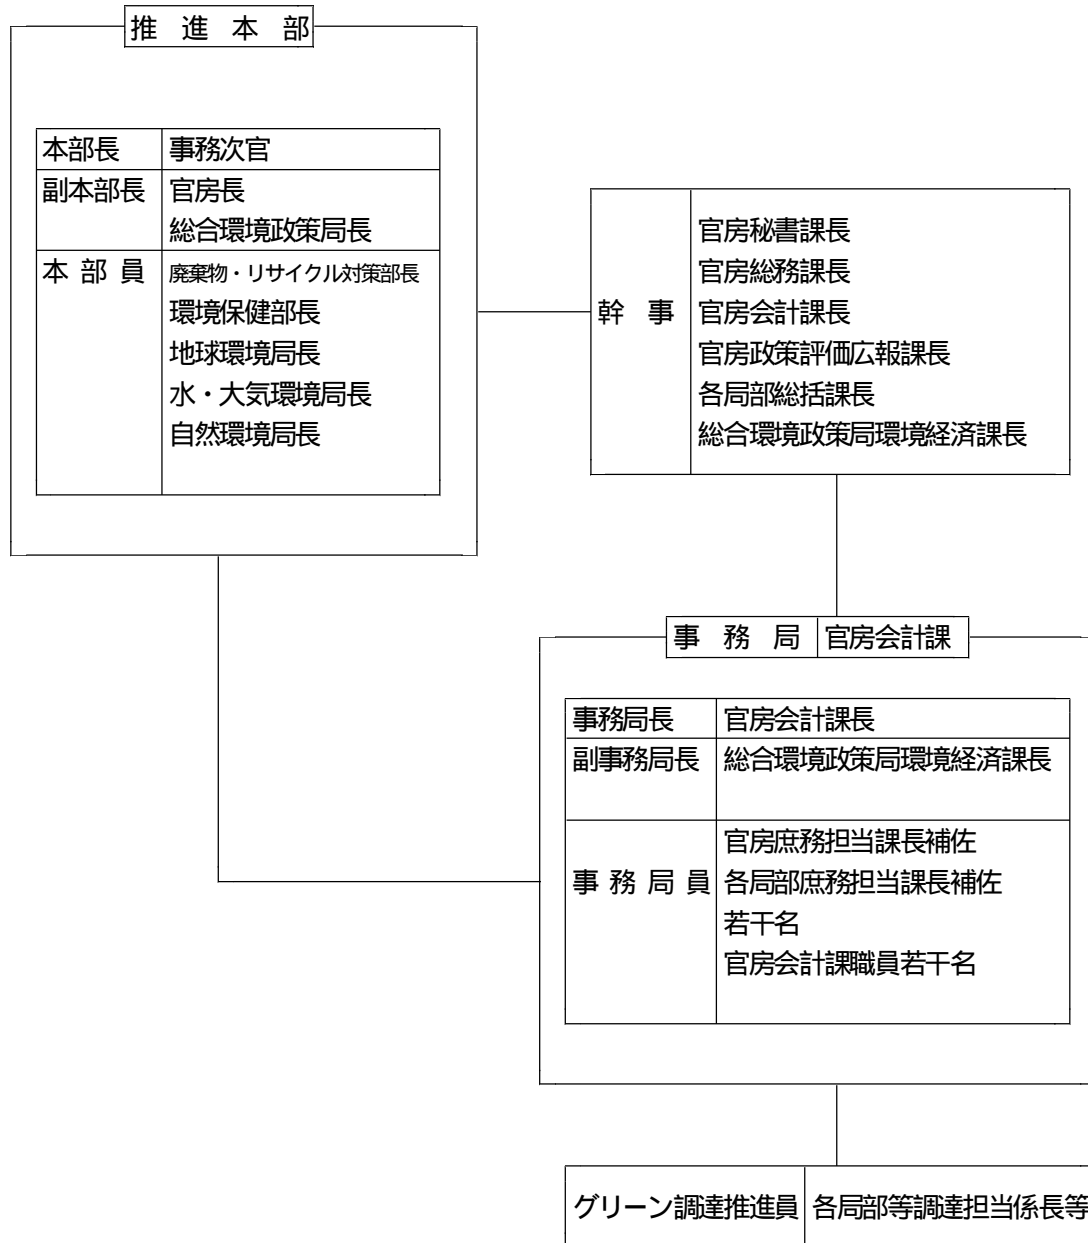 推 進 本 部
本部長 事務次官
副本部長 官房長
総合環境政策局長
本 部 員 廃棄物・リサイクル対策部長
環境保健部長
地球環境局長
水・大気環境局長
自然環境局長
幹 事
官房秘書課長
官房総務課長
官房会計課長
官房政策評価広報課長
各局部総括課長
総合環境政策局環境経済課長
事 務 局 官房会計課
事務局長 官房会計課長
副事務局長 総合環境政策局環境経済課長
事 務 局 員
官房庶務担当課長補佐
各局部庶務担当課長補佐
若干名
官房会計課職員若干名
グリーン調達推進員 各局部等調達担当係長等